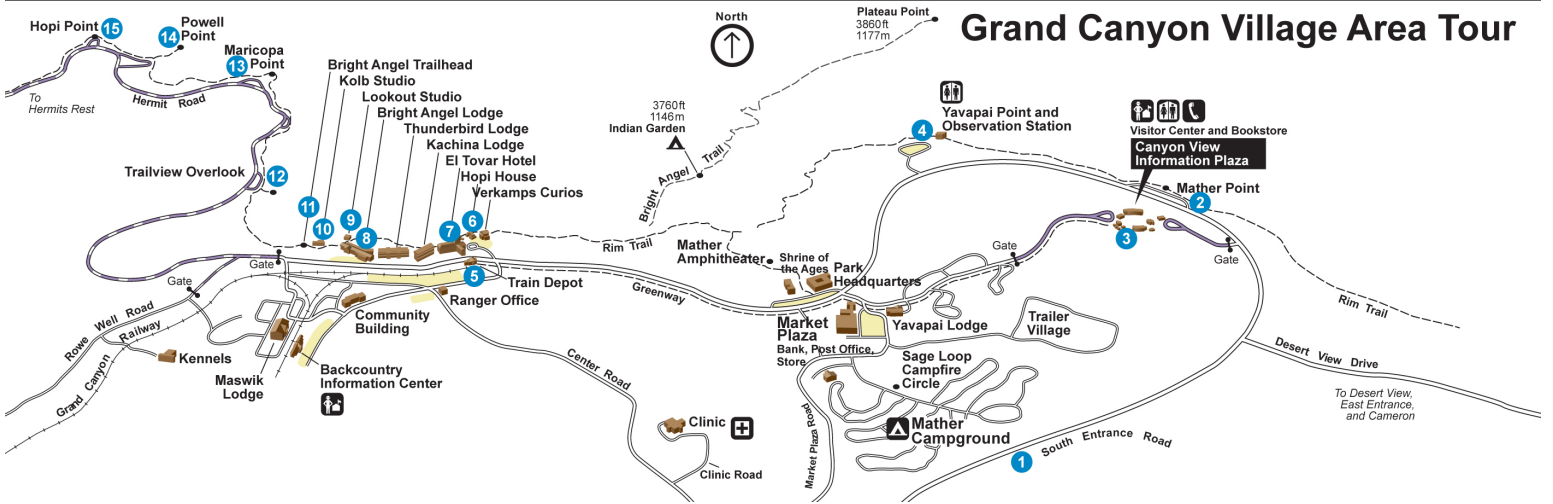 Grand Canyon Village Area Tour
North
Plateau Point
3860ft
1177m
Hopi Point
15
14
Powell
Point
13
Maricopa
Point
To
Hermits Rest
Hermit Road
Bright Angel Trailhead
Kolb Studio
Lookout Studio
Bright Angel Lodge
Thunderbird Lodge
Kachina Lodge
El Tovar Hotel
Hopi House
Verkamps Curios
3760ft
1146m
Indian Garden
Bright Angel Trail
4
Yavapai Point and
Observation Station
Visitor Center and Bookstore
Canyon View
Information Plaza
Mather Point
2
3
Trailview Overlook
12
11
10
9
8
7
6
5
Rim Trail
Mather
Amphitheater
Shrine of
the Ages
Park
Headquarters
Gate
Gate
Gate
Gate
Train Depot
Ranger Office
Greenway
Community
Building
Rowe Well Road
Grand Canyon Railway
Kennels
Maswik
Lodge
Backcountry
Information Center
Center Road
Market
Plaza
Bank, Post Office,
Store
Yavapai Lodge
Trailer
Village
Sage Loop
Campfire
Circle
Rim Trail
Desert View Drive
To Desert View,
East Entrance,
and Cameron
Clinic
Clinic Road
Market Plaza Road
Mather
Campground
1
South Entrance Road